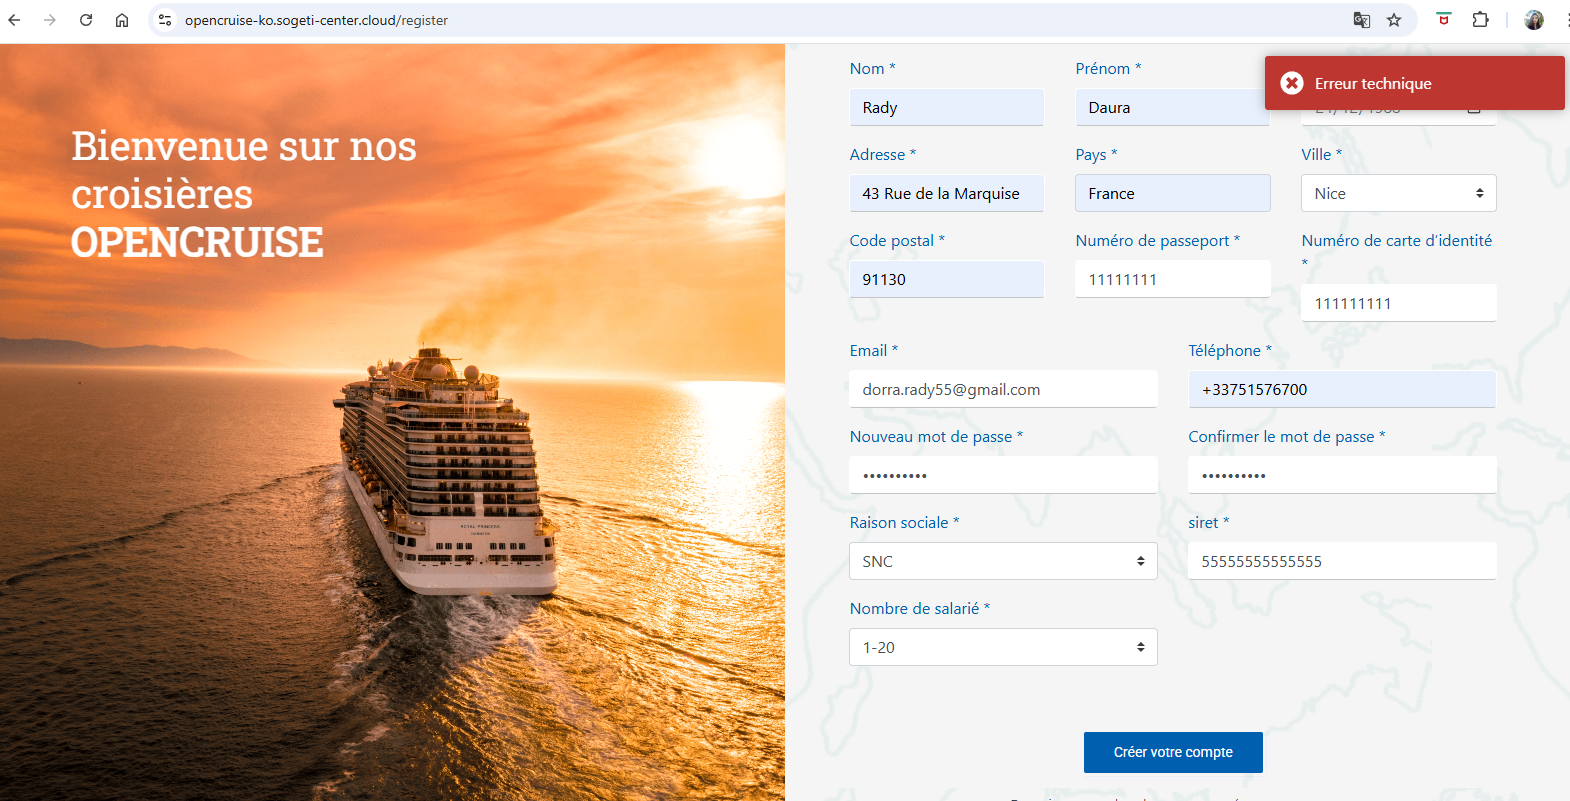 opencruise-ko.sogeti-center.cloud/register
Erreur technique
Bienvenue sur nos
croisières
OPENCRUISE
Nom *
Prénom *
Rady
Daura
Adresse *
Pays *
Ville *
43 Rue de la Marquise
France
Nice
Code postal *
Numéro de passeport *
Numéro de carte d'identité
*
91130
11111111
111111111
Email *
Téléphone *
dorra.rady55@gmail.com
+33751576700
Nouveau mot de passe *
Confirmer le mot de passe *
••••••••••
••••••••••
Raison sociale *
siret *
SNC
55555555555555
Nombre de salarié *
1-20
ROYAL PRINCESS
Créer votre compte